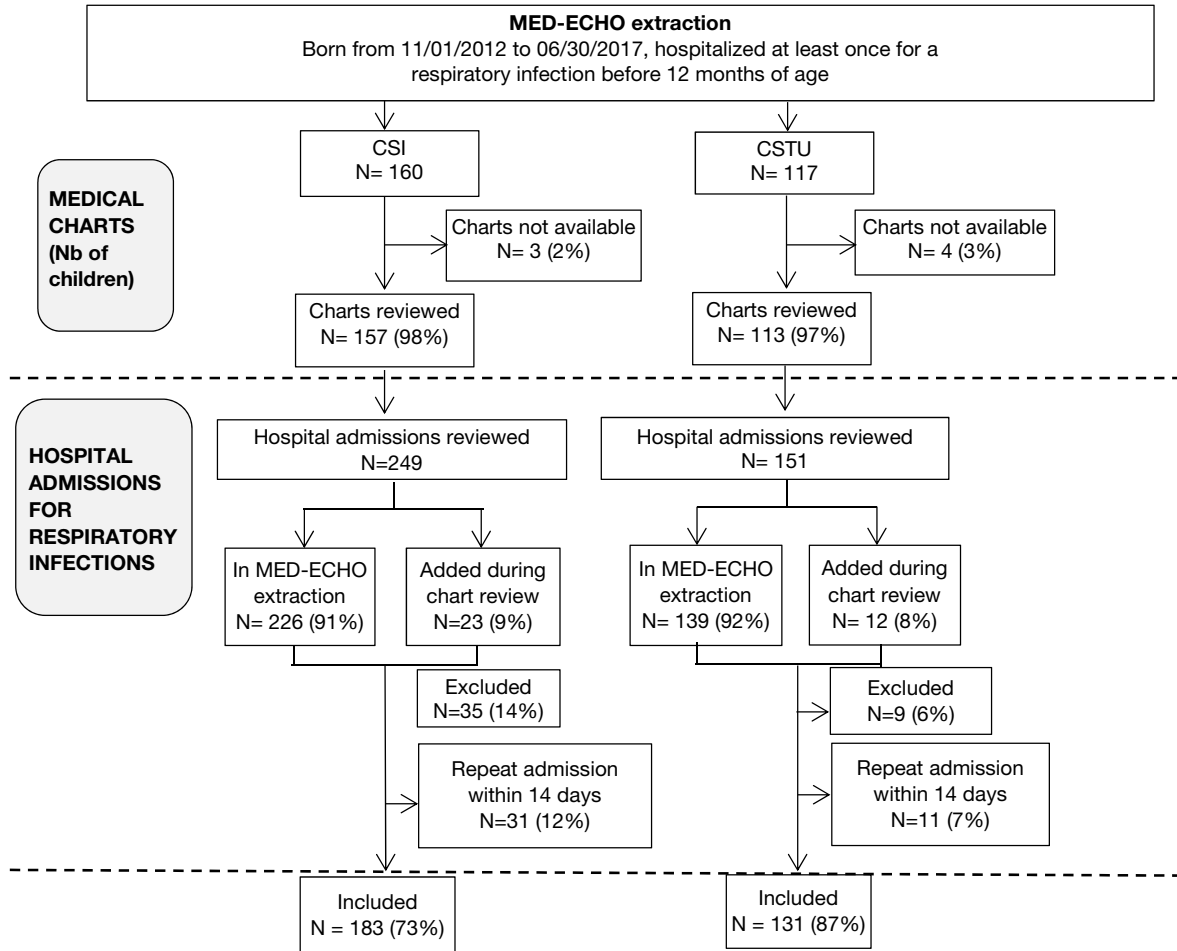 MED-ECHO extraction
Born from 11/01/2012 to 06/30/2017, hospitalized at least once for a
respiratory infection before 12 months of age
CSI
N= 160
CSTU
N= 117
MEDICAL
CHARTS
(Nb of
children)
Charts not available
N= 3 (2%)
Charts not available
N= 4 (3%)
Charts reviewed
N= 157 (98%)
Charts reviewed
N= 113 (97%)
HOSPITAL
ADMISSIONS
FOR
RESPIRATORY
INFECTIONS
Hospital admissions reviewed
N=249
Hospital admissions reviewed
N= 151
In MED-ECHO
extraction
N= 226 (91%)
Added during
chart review
N=23 (9%)
In MED-ECHO
extraction
N= 139 (92%)
Added during
chart review
N= 12 (8%)
Excluded
N=35 (14%)
Excluded
N=9 (6%)
Repeat admission
within 14 days
N=31 (12%)
Repeat admission
within 14 days
N=11 (7%)
Included
N = 183 (73%)
Included
N = 131 (87%)